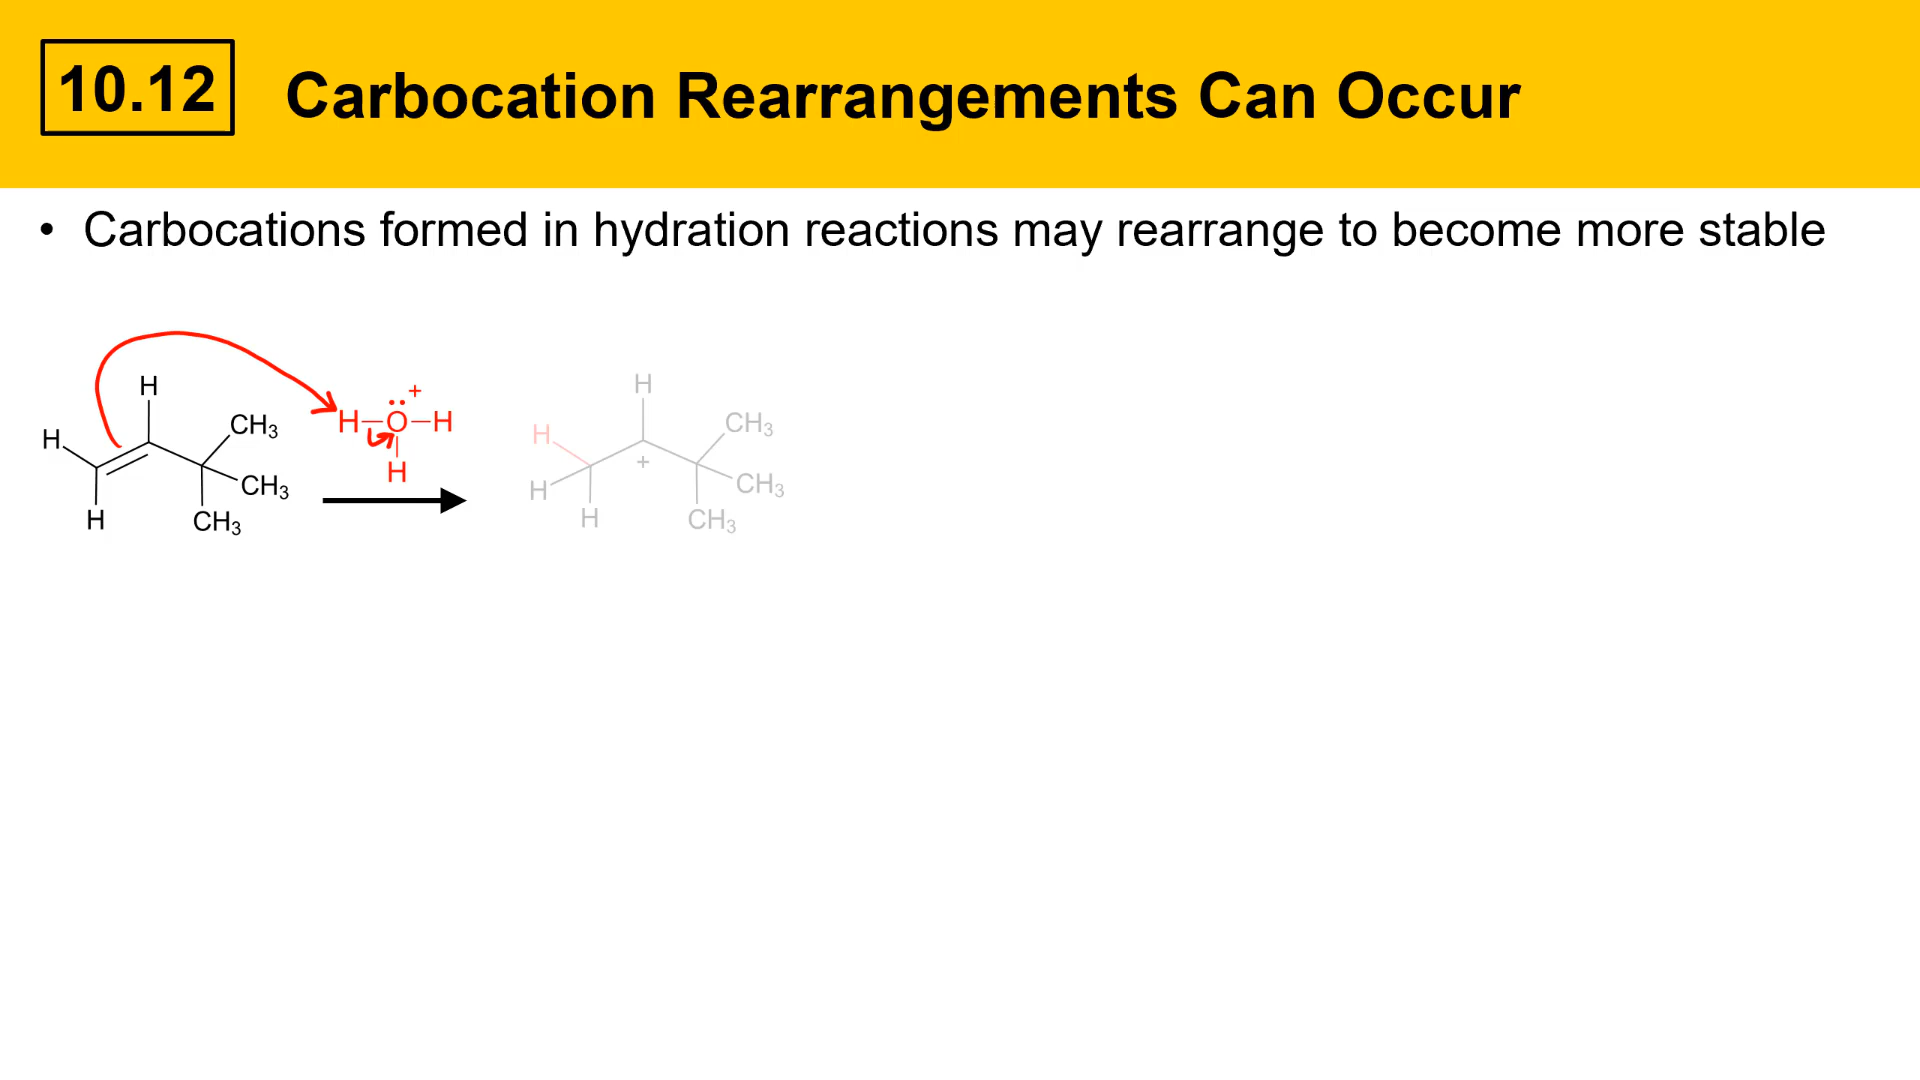 10.12 Carbocation Rearrangements Can Occur
• Carbocations formed in hydration reactions may rearrange to become more stable
H H CH₃ CH₃ CH₃ H
+
H–O–H
H
H H CH₃ + CH₃ CH₃ H H